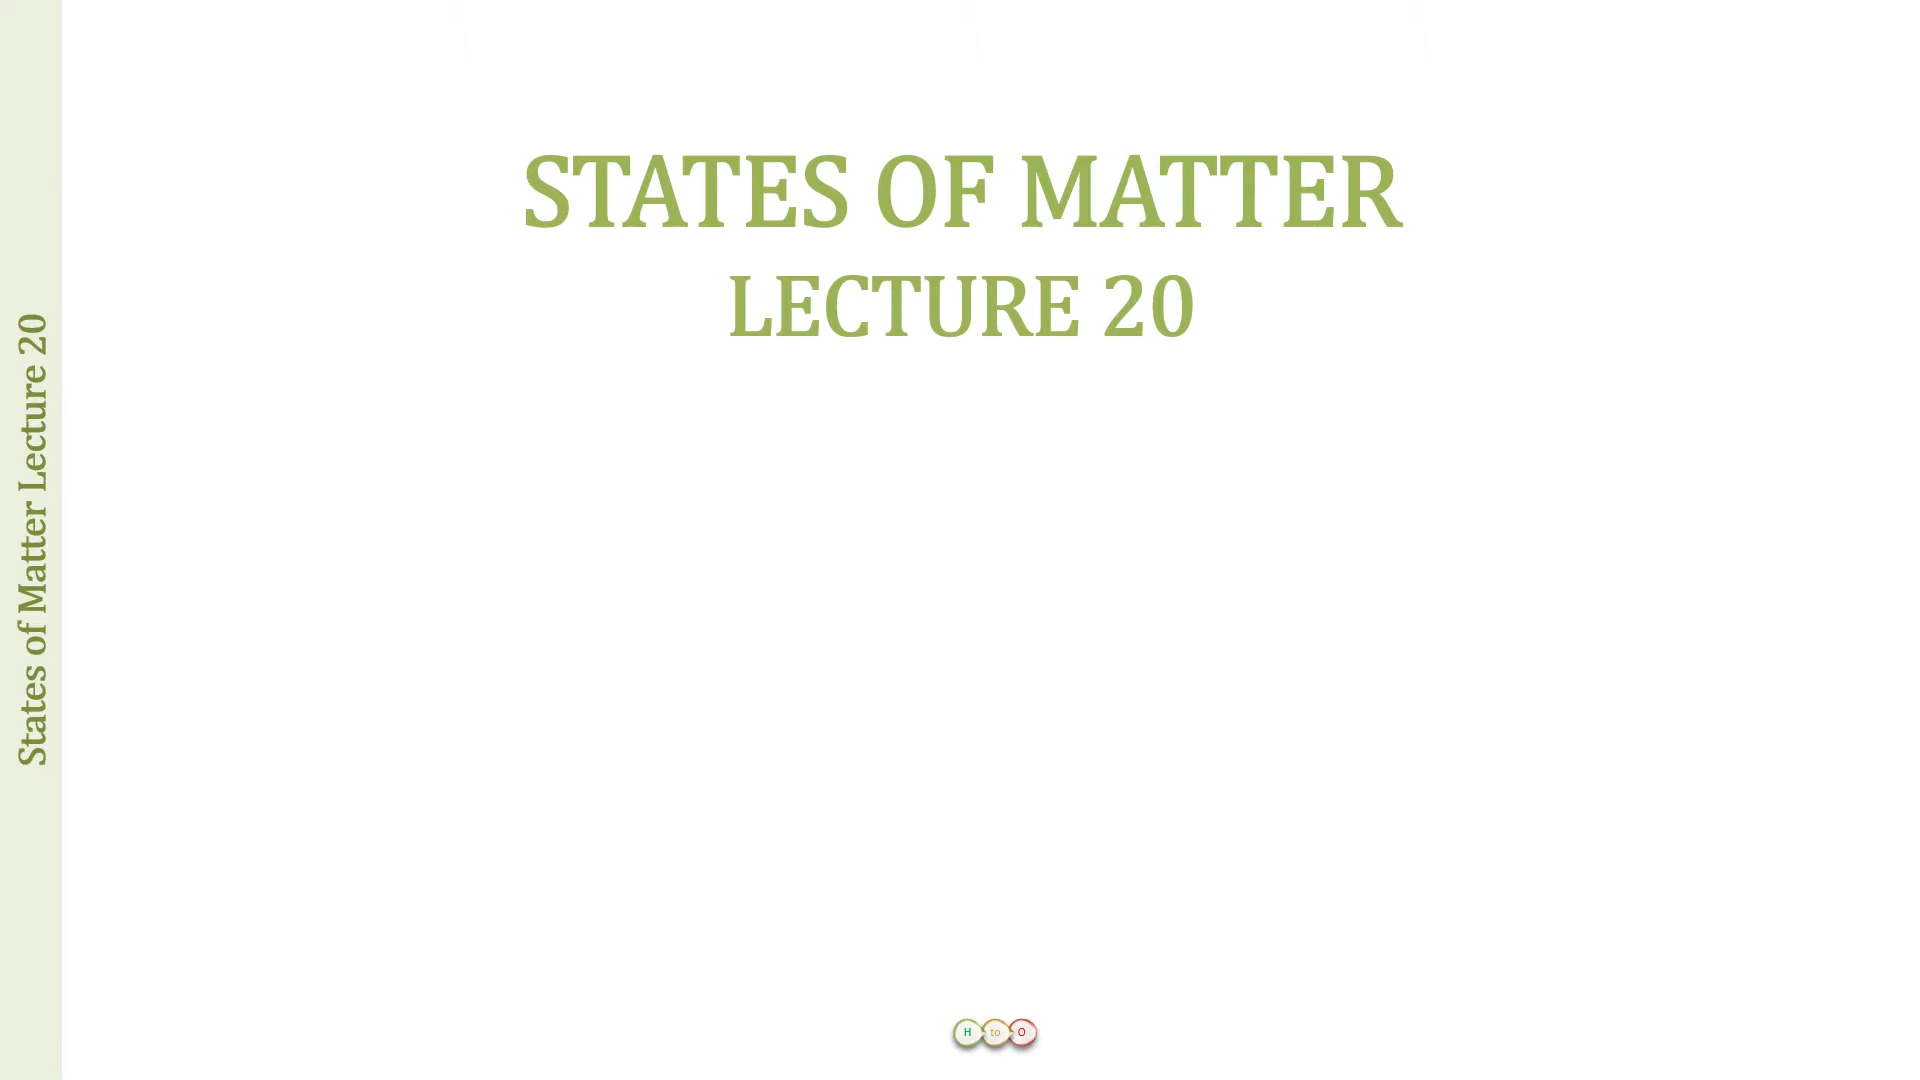 STATES OF MATTER
LECTURE 20
States of Matter Lecture 20
H to O